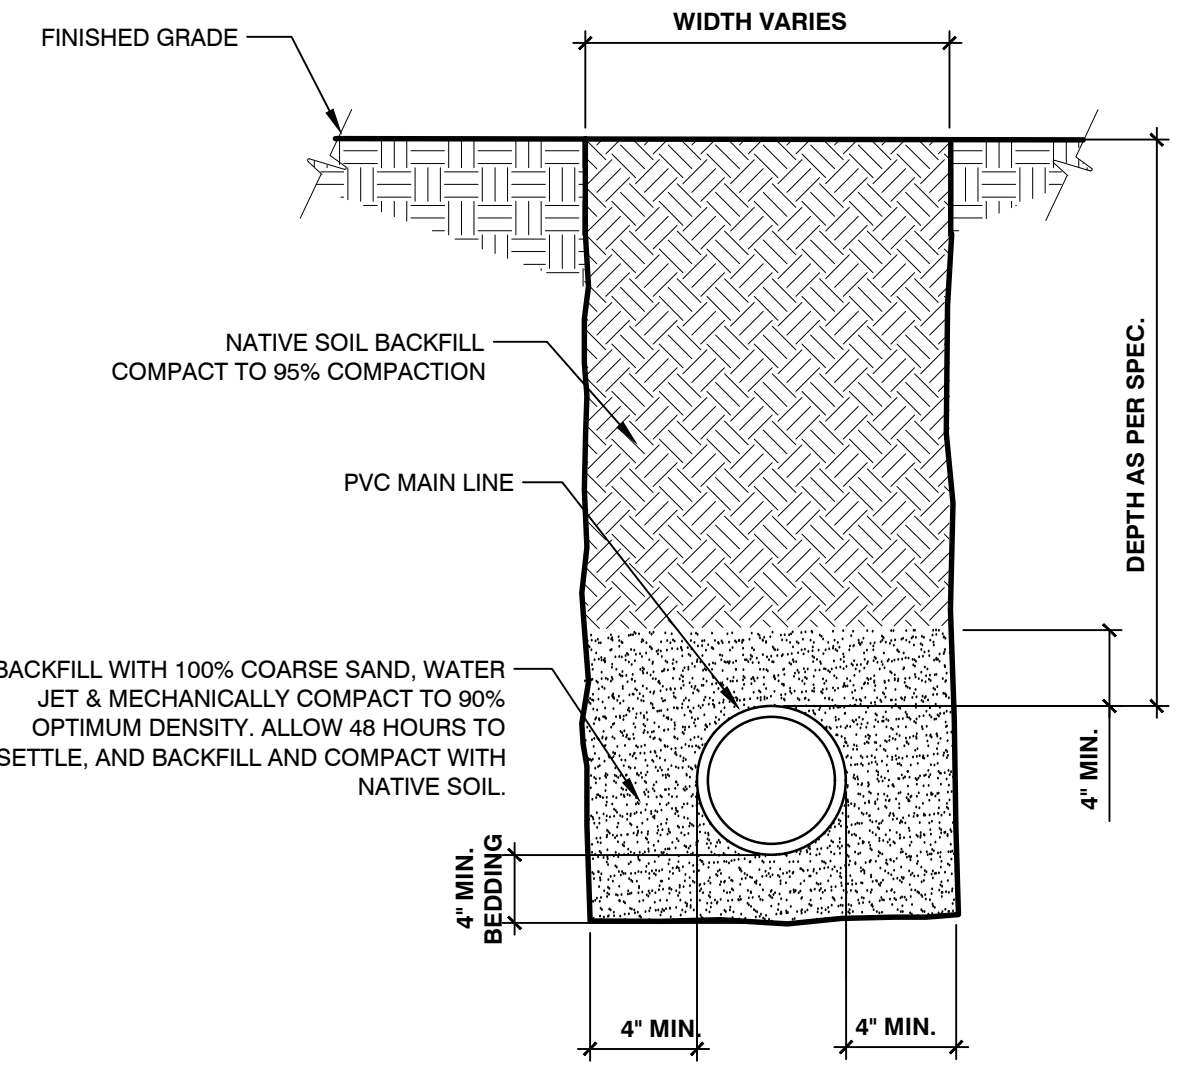 WIDTH VARIES
FINISHED GRADE
NATIVE SOIL BACKFILL
COMPACT TO 95% COMPACTION
DEPTH AS PER SPEC.
PVC MAIN LINE
BACKFILL WITH 100% COARSE SAND, WATER
JET & MECHANICALLY COMPACT TO 90%
OPTIMUM DENSITY. ALLOW 48 HOURS TO
SETTLE, AND BACKFILL AND COMPACT WITH
NATIVE SOIL.
4" MIN.
4" MIN.
BEDDING
4" MIN.
4" MIN.